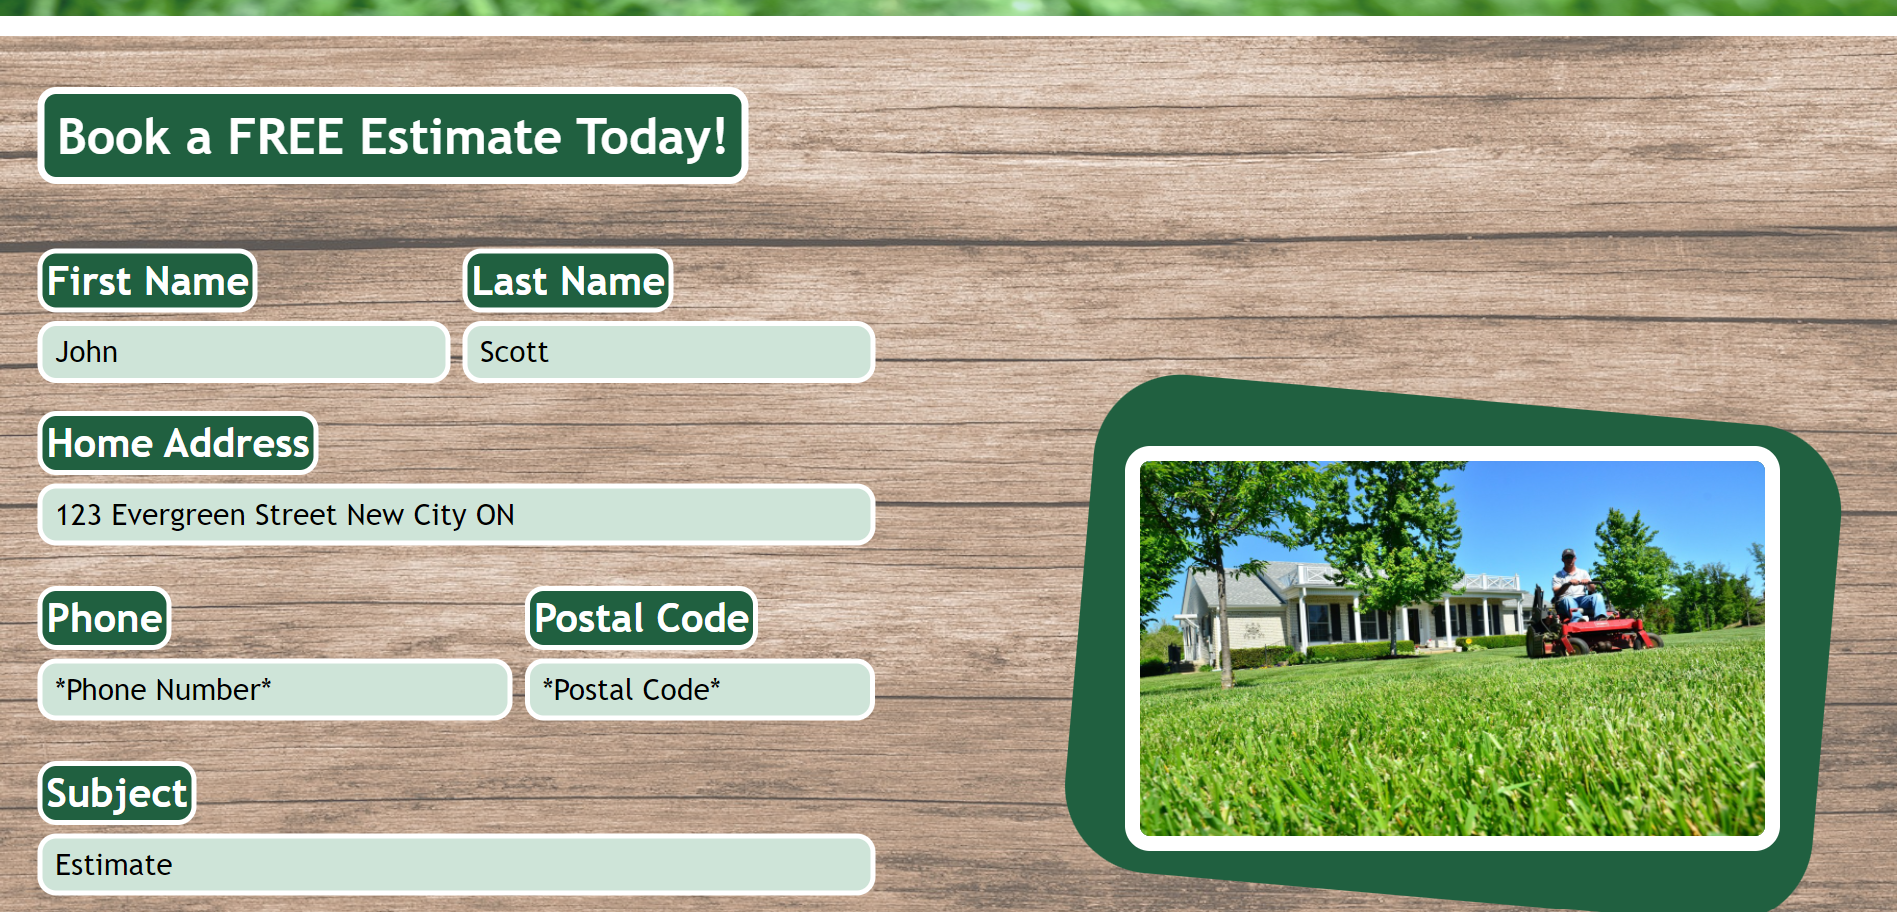 Book a FREE Estimate Today!
First Name
Last Name
John
Scott
Home Address
123 Evergreen Street New City ON
Phone
Postal Code
*Phone Number*
*Postal Code*
Subject
Estimate